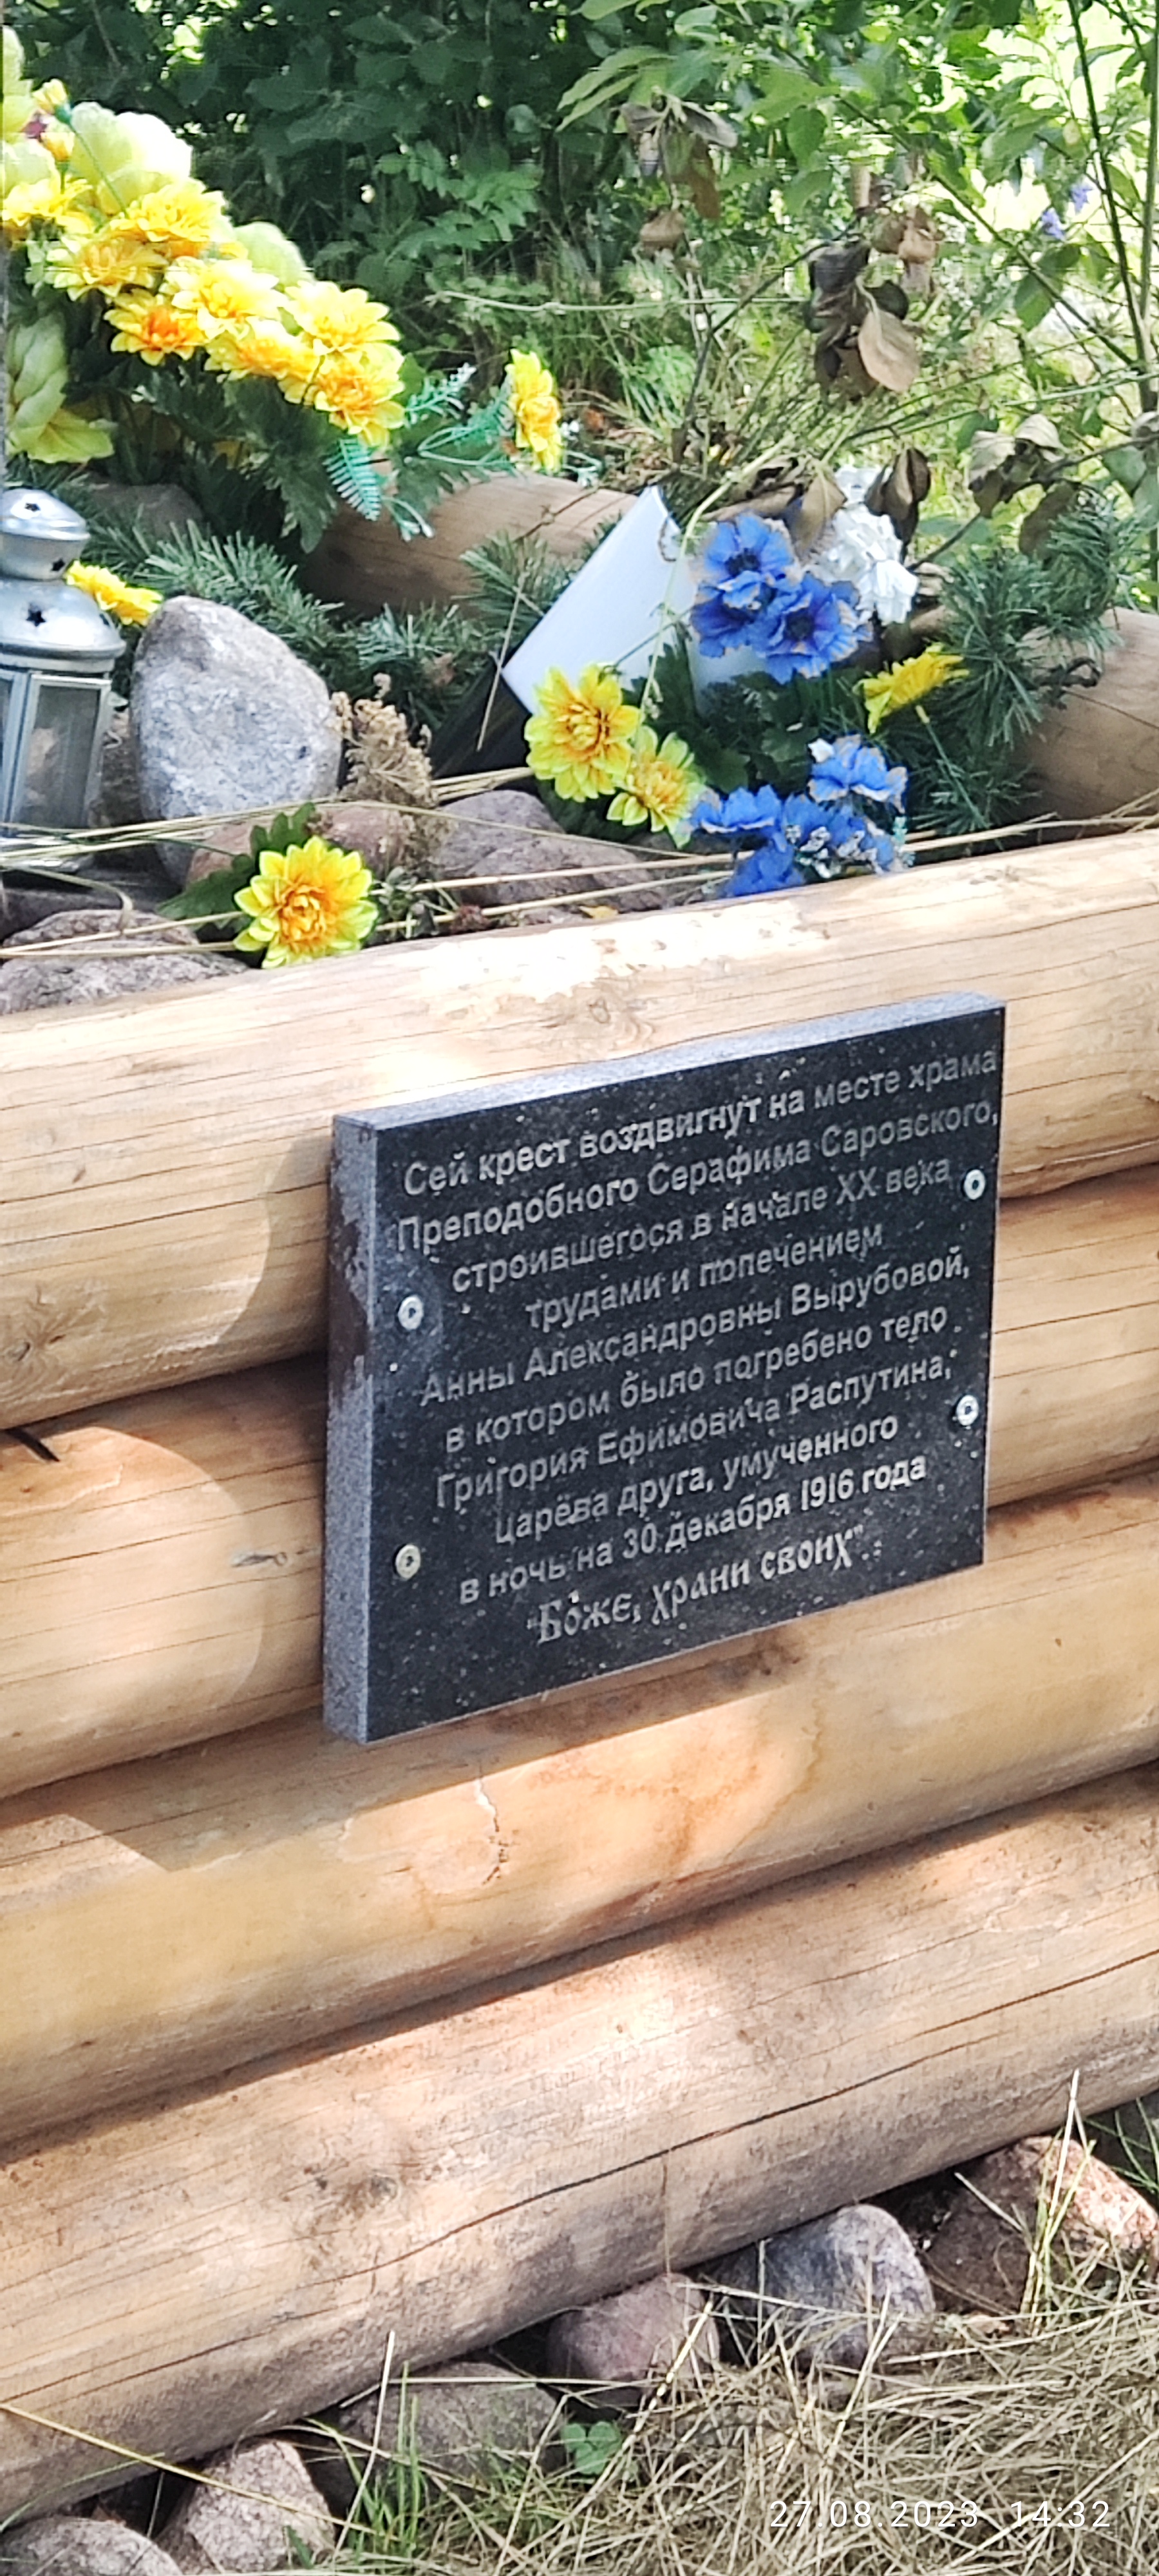 Сей крест воздвигнут на месте храма
Преподобного Серафима Саровского,
строившегося в начале XX века
трудами и попечением
Анны Александровны Вырубовой,
в котором было погребено тело
Григория Ефимовича Распутина,
царёва друга, умученного
в ночь на 30 декабря 1916 года
"Боже, храни своих".
27.08.2023 14:32